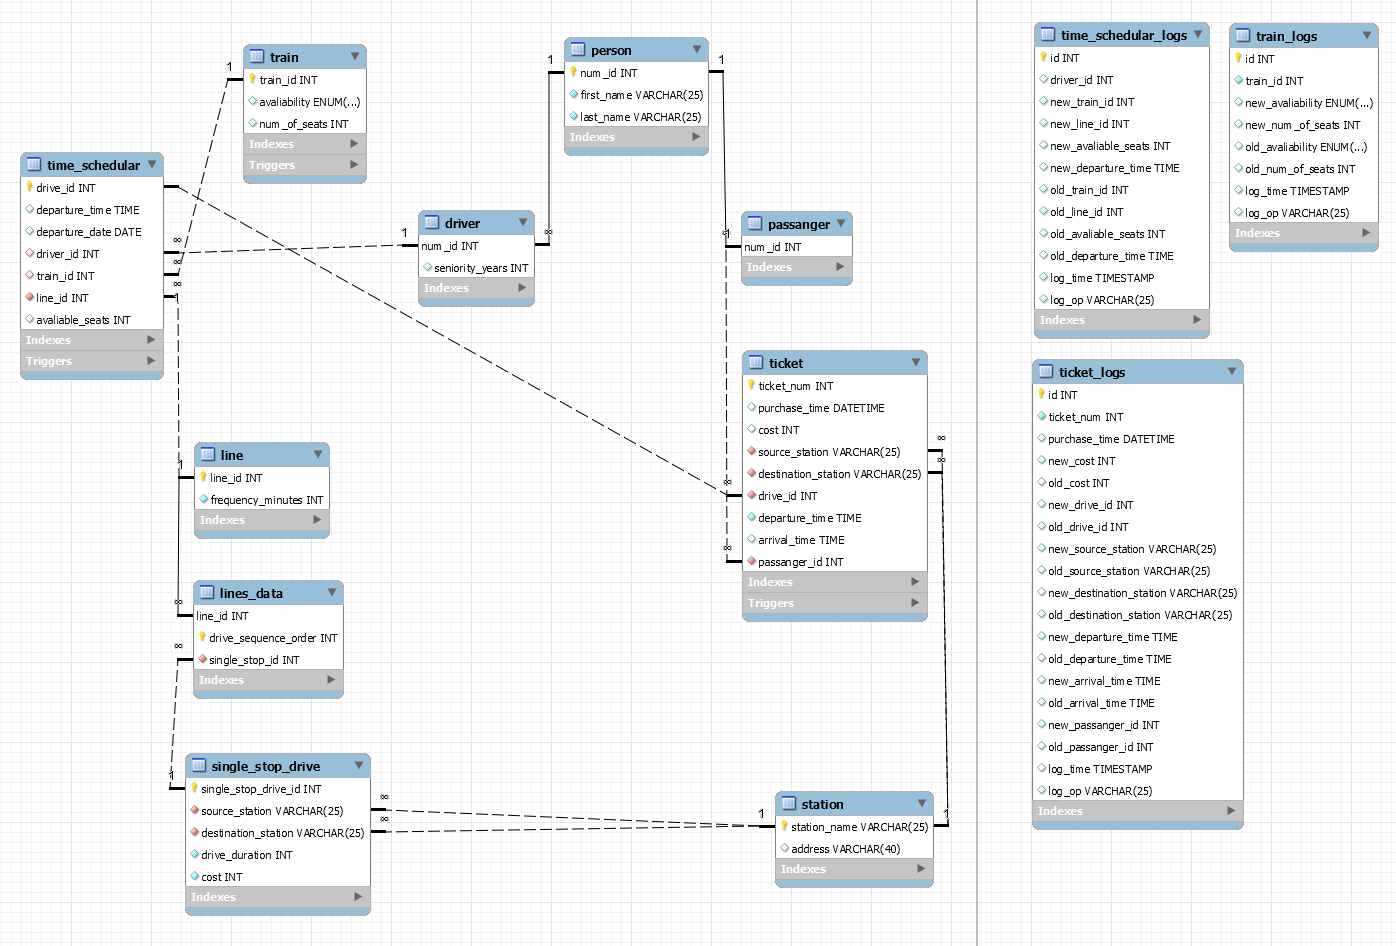 train
train_id INT
avaliability ENUM(...)
num_of_seats INT
Indexes
Triggers
person
num_id INT
first_name VARCHAR(25)
last_name VARCHAR(25)
Indexes
time_schedular
drive_id INT
departure_time TIME
departure_date DATE
driver_id INT
train_id INT
line_id INT
avaliable_seats INT
Indexes
Triggers
driver
num_id INT
seniority_years INT
Indexes
passanger
num_id INT
Indexes
ticket
ticket_num INT
purchase_time DATETIME
cost INT
source_station VARCHAR(25)
destination_station VARCHAR(25)
drive_id INT
departure_time TIME
arrival_time TIME
passanger_id INT
Indexes
Triggers
line
line_id INT
frequency_minutes INT
Indexes
lines_data
line_id INT
drive_sequence_order INT
single_stop_id INT
Indexes
single_stop_drive
single_stop_drive_id INT
source_station VARCHAR(25)
destination_station VARCHAR(25)
drive_duration INT
cost INT
Indexes
station
station_name VARCHAR(25)
address VARCHAR(40)
Indexes
1
1
1
1
1
1
1
1
1
1
1
∞
∞
∞
∞
∞
∞
∞
∞
∞
∞
∞
∞
∞
time_schedular_logs
id INT
driver_id INT
new_train_id INT
new_line_id INT
new_avaliable_seats INT
new_departure_time TIME
old_train_id INT
old_line_id INT
old_avaliable_seats INT
old_departure_time TIME
log_time TIMESTAMP
log_op VARCHAR(25)
Indexes
train_logs
id INT
train_id INT
new_avaliability ENUM(...)
new_num_of_seats INT
old_avaliability ENUM(...)
old_num_of_seats INT
log_time TIMESTAMP
log_op VARCHAR(25)
Indexes
ticket_logs
id INT
ticket_num INT
purchase_time DATETIME
new_cost INT
old_cost INT
new_drive_id INT
old_drive_id INT
new_source_station VARCHAR(25)
old_source_station VARCHAR(25)
new_destination_station VARCHAR(25)
old_destination_station VARCHAR(25)
new_departure_time TIME
old_departure_time TIME
new_arrival_time TIME
old_arrival_time TIME
new_passanger_id INT
old_passanger_id INT
log_time TIMESTAMP
log_op VARCHAR(25)
Indexes